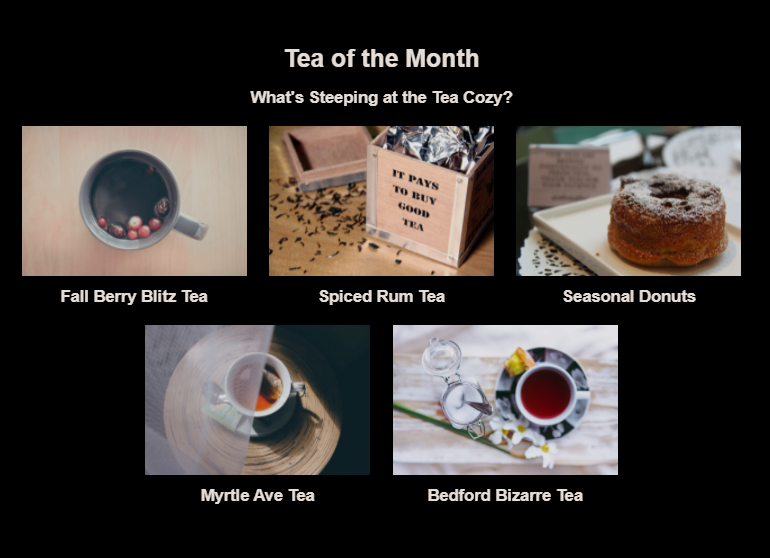 Tea of the Month
What's Steeping at the Tea Cozy?
IT PAYS
TO BUY
GOOD
TEA
Fall Berry Blitz Tea
Spiced Rum Tea
Seasonal Donuts
Myrtle Ave Tea
Bedford Bizarre Tea